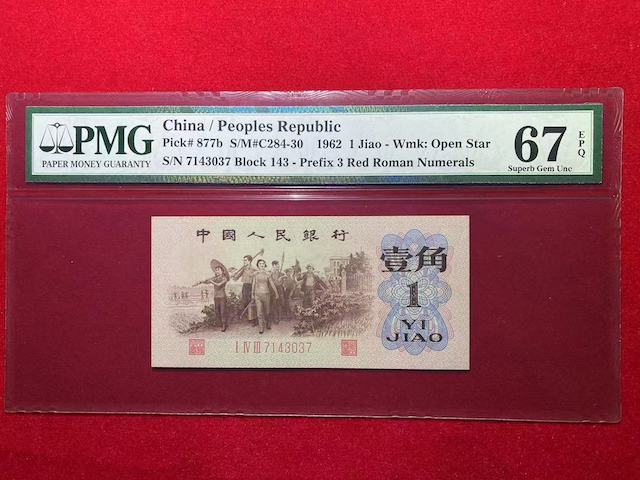 PMG
PAPER MONEY GUARANTY
China / Peoples Republic
Pick# 877b S/M#C284-30 1962 1 Jiao - Wmk: Open Star
S/N 7143037 Block 143 - Prefix 3 Red Roman Numerals
67
EPQ
Superb Gem Unc
中國人民銀行
壹角
1
YI
JIAO
I IV III 7143037